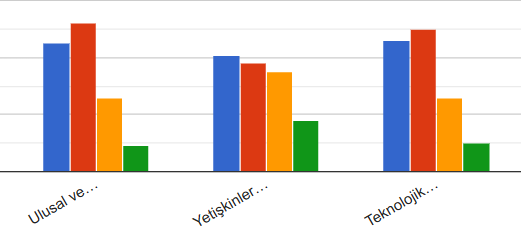 Ulusal ve…
Yetişkinler…
Teknolojik…